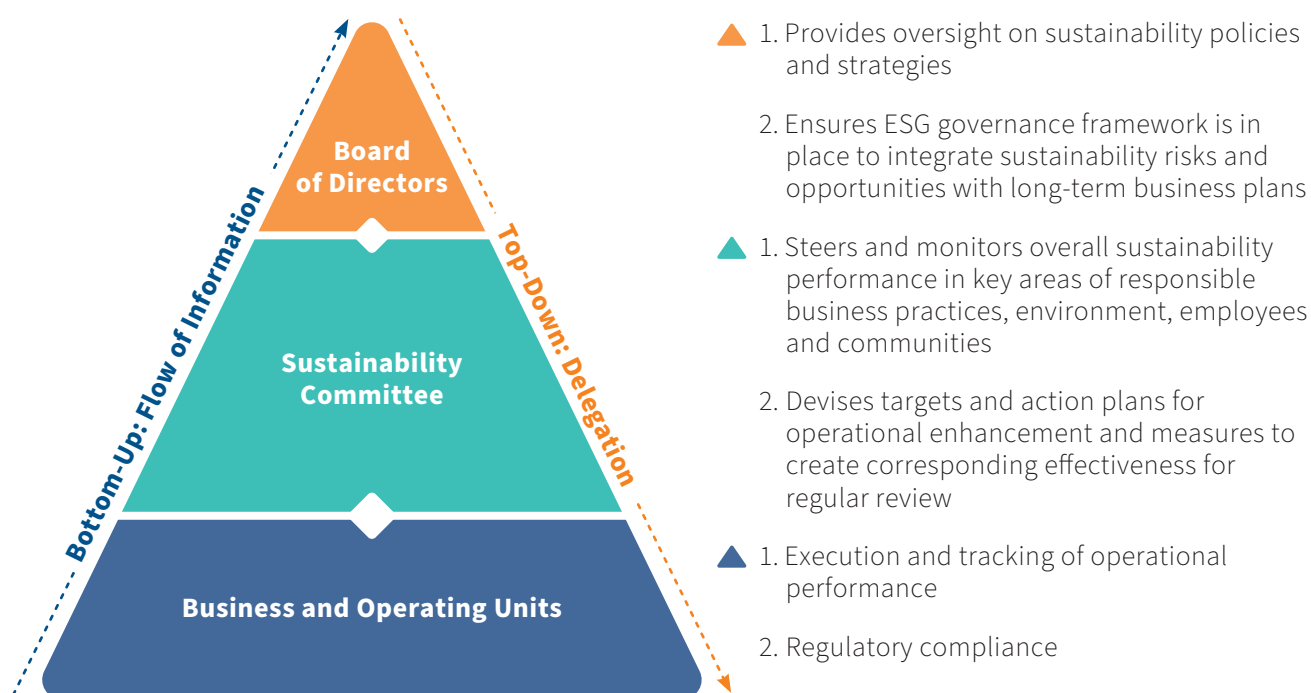 Board
of Directors
Sustainability
Committee
Business and Operating Units
Bottom-Up: Flow of Information
Top-Down: Delegation
1. Provides oversight on sustainability policies
and strategies
2. Ensures ESG governance framework is in
place to integrate sustainability risks and
opportunities with long-term business plans
1. Steers and monitors overall sustainability
performance in key areas of responsible
business practices, environment, employees
and communities
2. Devises targets and action plans for
operational enhancement and measures to
create corresponding effectiveness for
regular review
1. Execution and tracking of operational
performance
2. Regulatory compliance